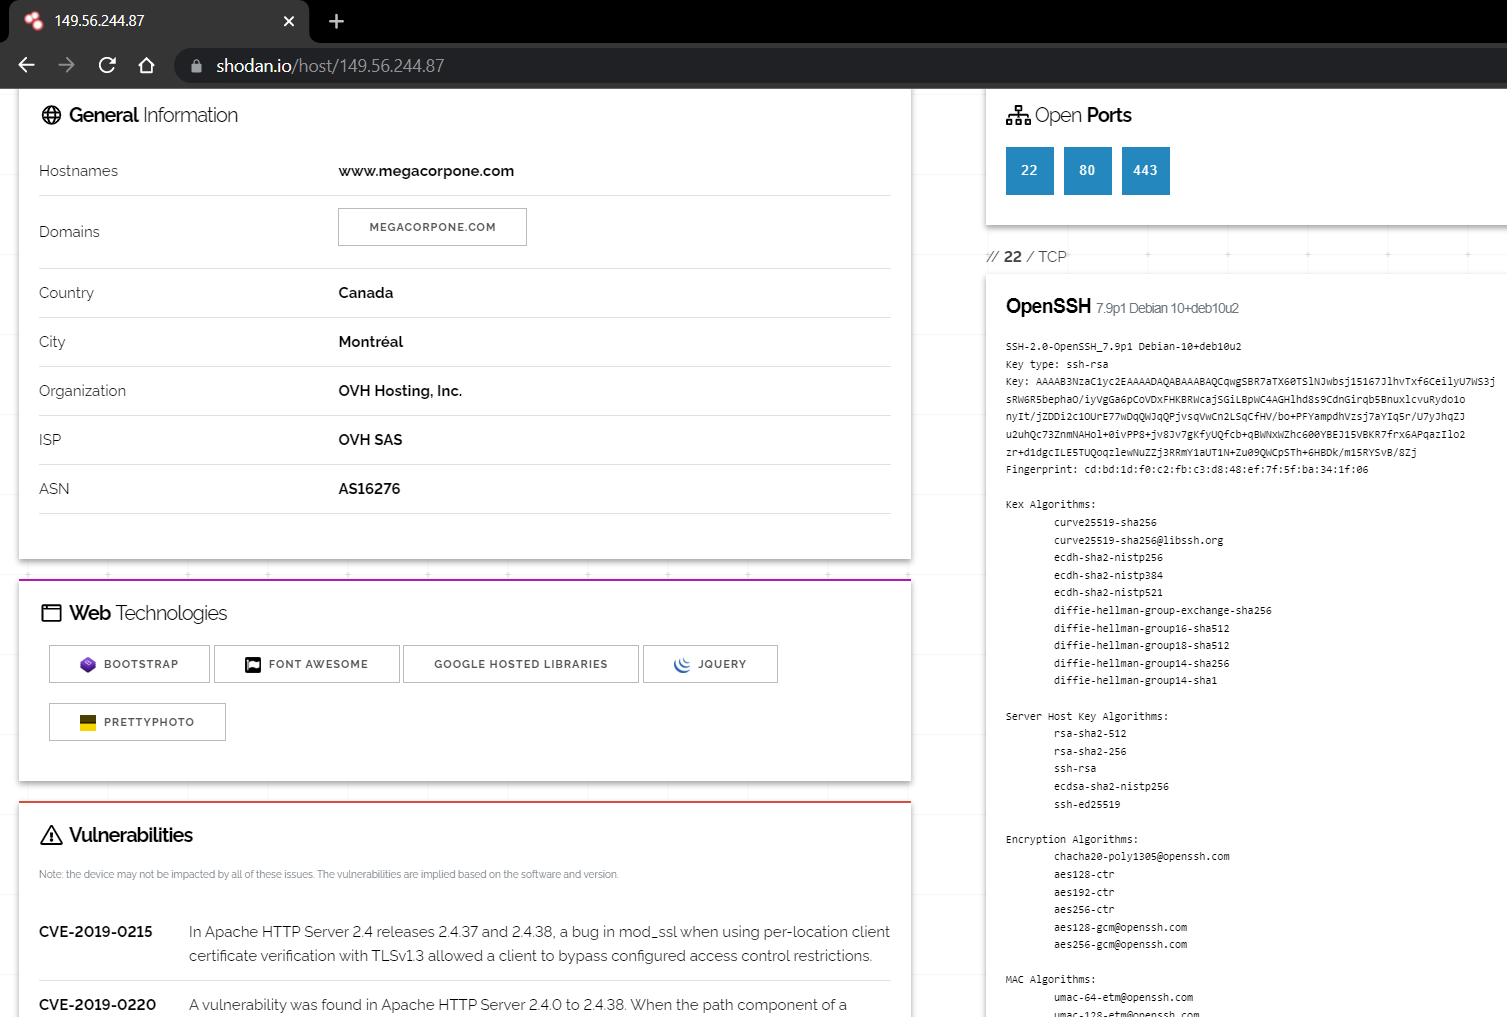 149.56.244.87
shodan.io/host/149.56.244.87
General Information
Hostnames
www.megacorpone.com
Domains
MEGACORPONE.COM
Country
Canada
City
Montréal
Organization
OVH Hosting, Inc.
ISP
OVH SAS
ASN
AS16276
Web Technologies
BOOTSTRAP
FONT AWESOME
GOOGLE HOSTED LIBRARIES
JQUERY
PRETTYPHOTO
Vulnerabilities
Note: the device may not be impacted by all of these issues. The vulnerabilities are implied based on the software and version.
CVE-2019-0215
In Apache HTTP Server 2.4 releases 2.4.37 and 2.4.38, a bug in mod_ssl when using per-location client
certificate verification with TLSv1.3 allowed a client to bypass configured access control restrictions.
CVE-2019-0220
A vulnerability was found in Apache HTTP Server 2.4.0 to 2.4.38. When the path component of a
Open Ports
22
80
443
// 22 / TCP
OpenSSH 7.9p1 Debian 10+deb10u2
SSH-2.0-OpenSSH_7.9p1 Debian-10+deb10u2
Key type: ssh-rsa
Key: AAAAB3NzaC1yc2EAAAADAQABAAABAQCqwgSBR7aTX60TSlNJwbsj15167JlhvTxf6CeilyU7WS3j
sRW6R5bephaO/iyVgGa6pCoVDxFHKBRWcajSGiLBpWC4AGHlhd8s9CdnGirqb5Bnuxlcvu​Rydo1o
nyIt/jZDDi2c1OUrE77wDqQWJqQPjvsqVwCn2LSqCfHV/bo+PFYampdhVzsj7aYIq5r/U7yJhqZJ
u2uhQc73ZnmNAHol+0ivPP8+jv8Jv7gKfyUQfcb+qBWNxWZhc600YBEJ15VBKR7frx6APqazIlo2
zr+d1dgcILE5TUQoqzlewNuZZj3RRmY1aUT1N+Zu09QWCpSTh+6HBDk/m15RYSvB/8Zj
Fingerprint: cd:bd:1d:f0:c2:fb:c3:d8:48:ef:7f:5f:ba:34:1f:06
Kex Algorithms:
curve25519-sha256
curve25519-sha256@libssh.org
ecdh-sha2-nistp256
ecdh-sha2-nistp384
ecdh-sha2-nistp521
diffie-hellman-group-exchange-sha256
diffie-hellman-group16-sha512
diffie-hellman-group18-sha512
diffie-hellman-group14-sha256
diffie-hellman-group14-sha1
Server Host Key Algorithms:
rsa-sha2-512
rsa-sha2-256
ssh-rsa
ecdsa-sha2-nistp256
ssh-ed25519
Encryption Algorithms:
chacha20-poly1305@openssh.com
aes128-ctr
aes192-ctr
aes256-ctr
aes128-gcm@openssh.com
aes256-gcm@openssh.com
MAC Algorithms:
umac-64-etm@openssh.com
umac-128-etm@openssh.com